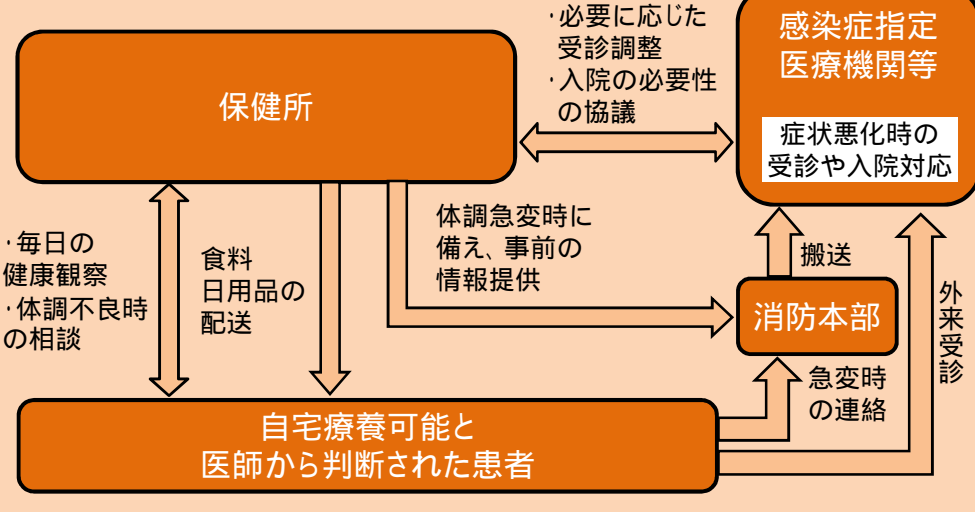 保健所
・必要に応じた
受診調整
・入院の必要性
の協議
感染症指定
医療機関等
症状悪化時の
受診や入院対応
・毎日の
健康観察
・体調不良時
の相談
食料
日用品の
配送
体調急変時に
備え、事前の
情報提供
搬送
消防本部
急変時
の連絡
外来受診
自宅療養可能と
医師から判断された患者